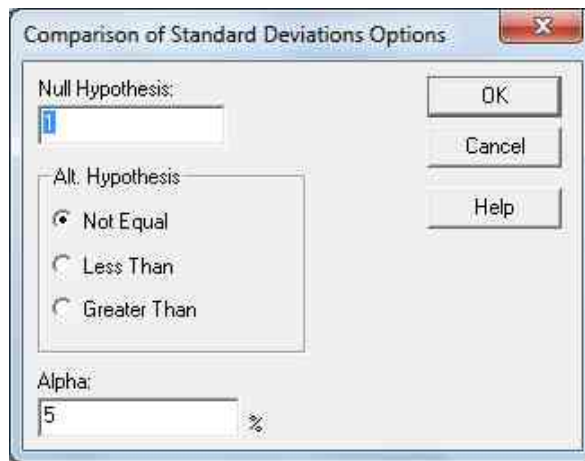 Comparison of Standard Deviations Options
Null Hypothesis:
1
OK
Cancel
Help
Alt. Hypothesis
Not Equal
Less Than
Greater Than
Alpha:
5 %